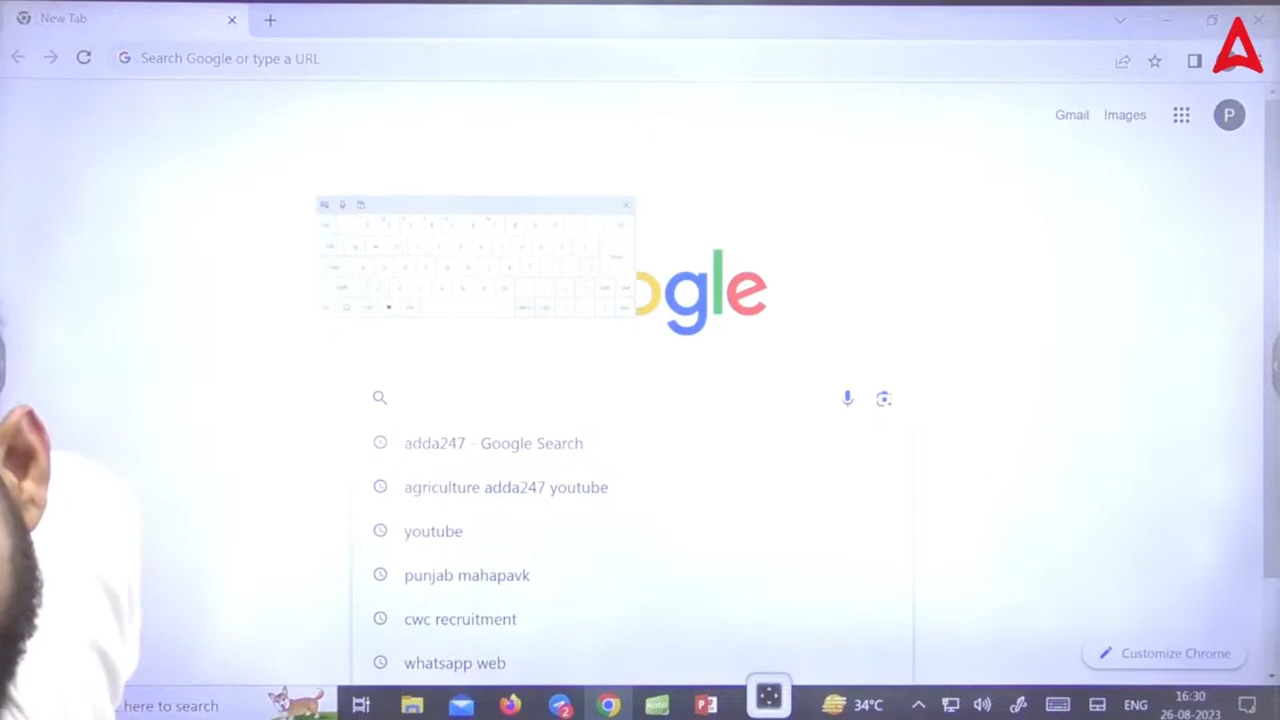 New Tab
Search Google or type a URL
Gmail Images P
ogle
adda247 - Google Search
agriculture adda247 youtube
youtube
punjab mahapavk
cwc recruitment
whatsapp web
Customize Chrome
here to search
2
34°C
ENG
16:30
26-08-2023